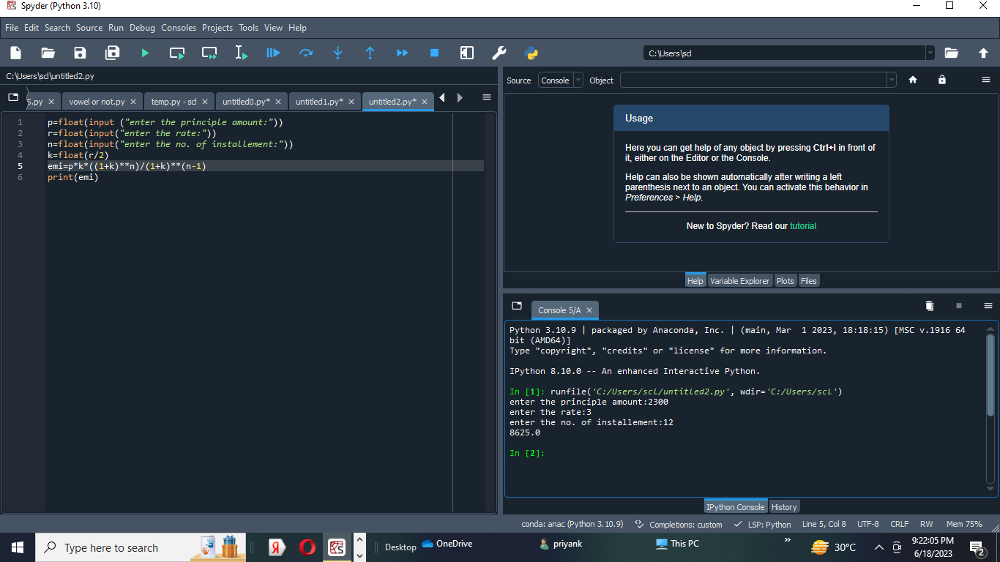 Spyder (Python 3.10)
File Edit Search Source Run Debug Consoles Projects Tools View Help
C:\Users\scl
C:\Users\scl\untitled2.py
S.py vowel or not.py temp.py - scl untitled0.py* untitled1.py* untitled2.py*
1 p=float(input ("enter the principle amount:"))
2 r=float(input("enter the rate:"))
3 n=float(input("enter the no. of installement:"))
4 k=float(r/2)
5 emi=p*k*((1+k)**n)/(1+k)**(n-1)
6 print(emi)
Source Console Object
Usage
Here you can get help of any object by pressing Ctrl+I in front of
it, either on the Editor or the Console.
Help can also be shown automatically after writing a left
parenthesis next to an object. You can activate this behavior in
Preferences > Help.
New to Spyder? Read our tutorial
Help Variable Explorer Plots Files
Console 5/A
Python 3.10.9 | packaged by Anaconda, Inc. | (main, Mar  1 2023, 18:18:15) [MSC v.1916 64
bit (AMD64)]
Type "copyright", "credits" or "license" for more information.
IPython 8.10.0 -- An enhanced Interactive Python.
In [1]: runfile('C:/Users/scl/untitled2.py', wdir='C:/Users/scl')
enter the principle amount:2300
enter the rate:3
enter the no. of installement:12
8625.0
In [2]:
IPython Console History
conda: anac (Python 3.10.9) Completions: custom LSP: Python Line 5, Col 8 UTF-8 CRLF RW Mem 75%
Type here to search
Desktop OneDrive priyank This PC
30°C
9:22:05 PM
6/18/2023
2